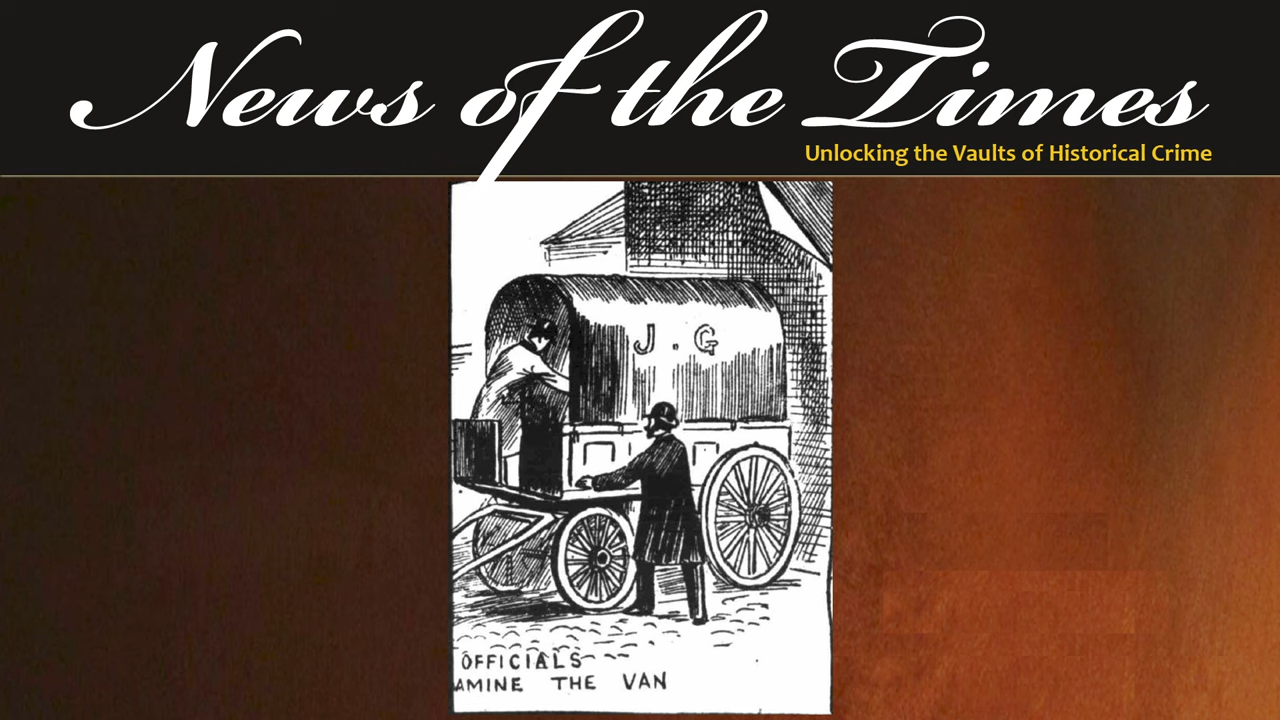 News of the Times
Unlocking the Vaults of Historical Crime
J. G
OFFICIALS
AMINE THE VAN